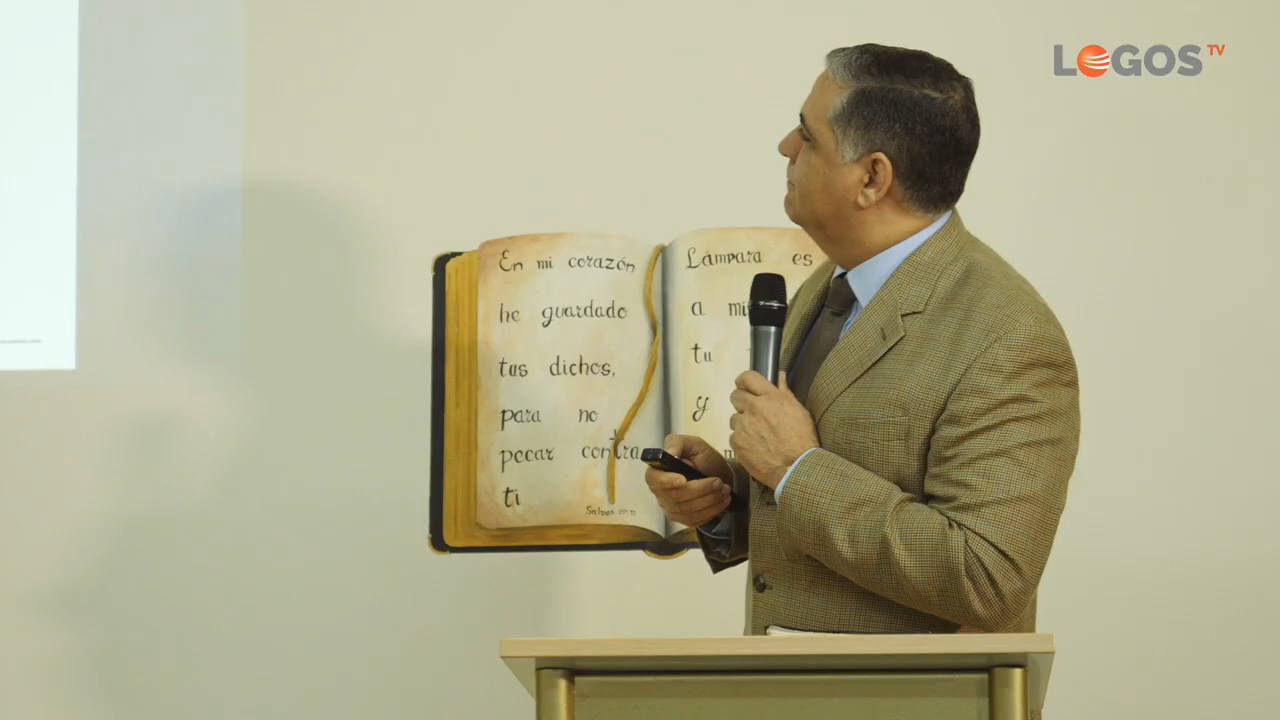 LOGOS TV
En mi corazón
he guardado
tus dichos,
para no
pecar contra
ti
Lámpara es
a mi
tu
y